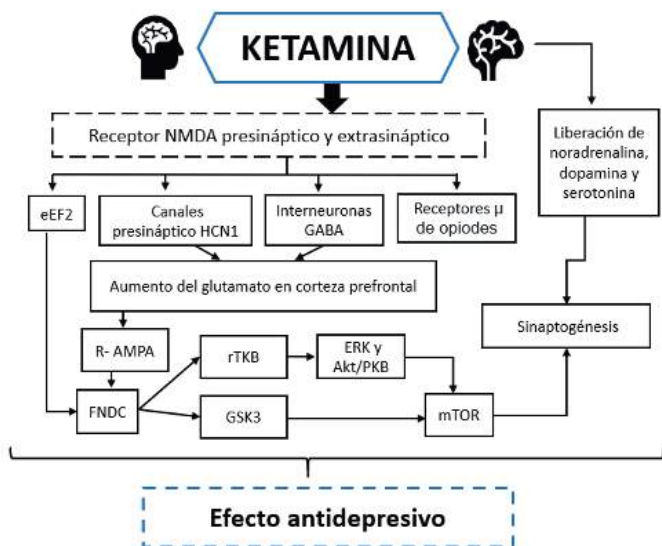 KETAMINA
Receptor NMDA presináptico y extrasináptico
Liberación de
noradrenalina,
dopamina y
serotonina
eEF2
Canales
presináptico HCN1
Interneuronas
GABA
Receptores µ
de opiodes
Aumento del glutamato en corteza prefrontal
Sinaptogénesis
R- AMPA
rTKB
ERK y
Akt/PKB
FNDC
GSK3
mTOR
Efecto antidepresivo